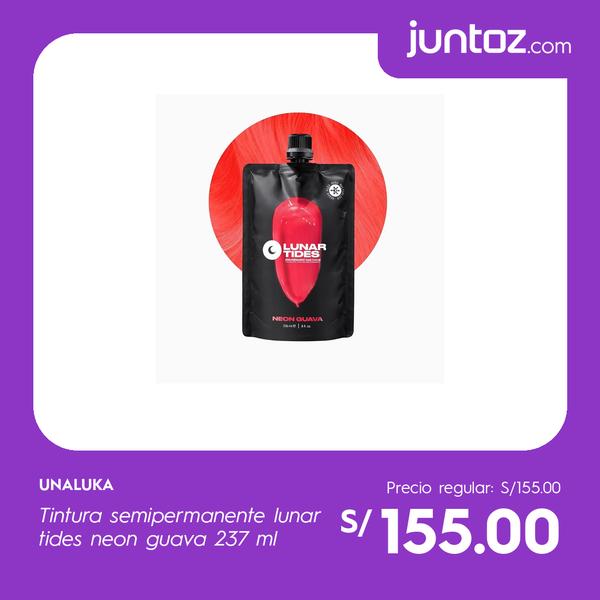 juntoz.com
LUNAR
TIDES
NEON GUAVA
UNALUKA
Tintura semipermanente lunar
tides neon guava 237 ml
Precio regular: S/155.00
S/155.00